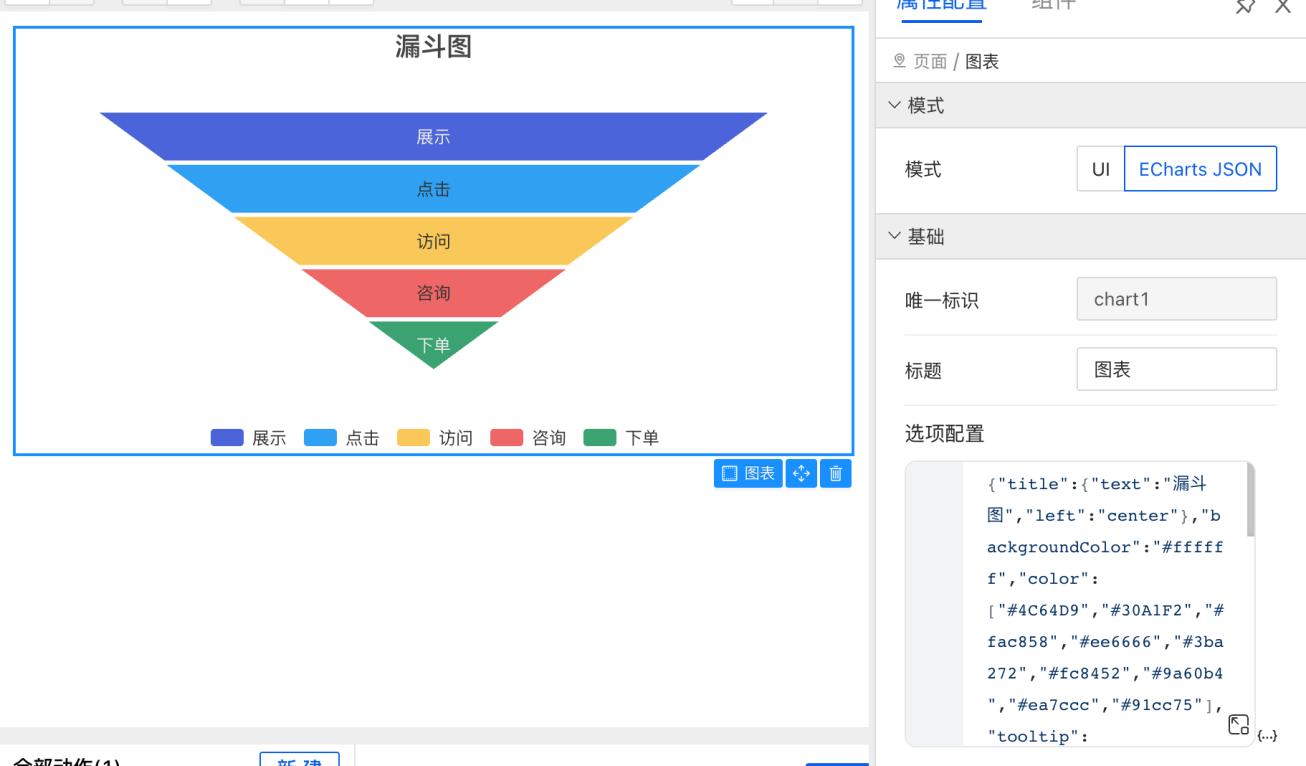 漏斗图
展示
点击
访问
咨询
下单
展示 点击 访问 咨询 下单
图表
全部动作(1)
新 建
属性配置 组件
页面 / 图表
模式
模式 UI ECharts JSON
基础
唯一标识 chart1
标题 图表
选项配置
{"title":{"text":"漏斗
图","left":"center"},"b
ackgroundColor":"#fffff
f","color":
["#4C64D9","#30A1F2","#
fac858","#ee6666","#3ba
272","#fc8452","#9a60b4
","#ea7ccc","#91cc75"],
"tooltip":
{...}